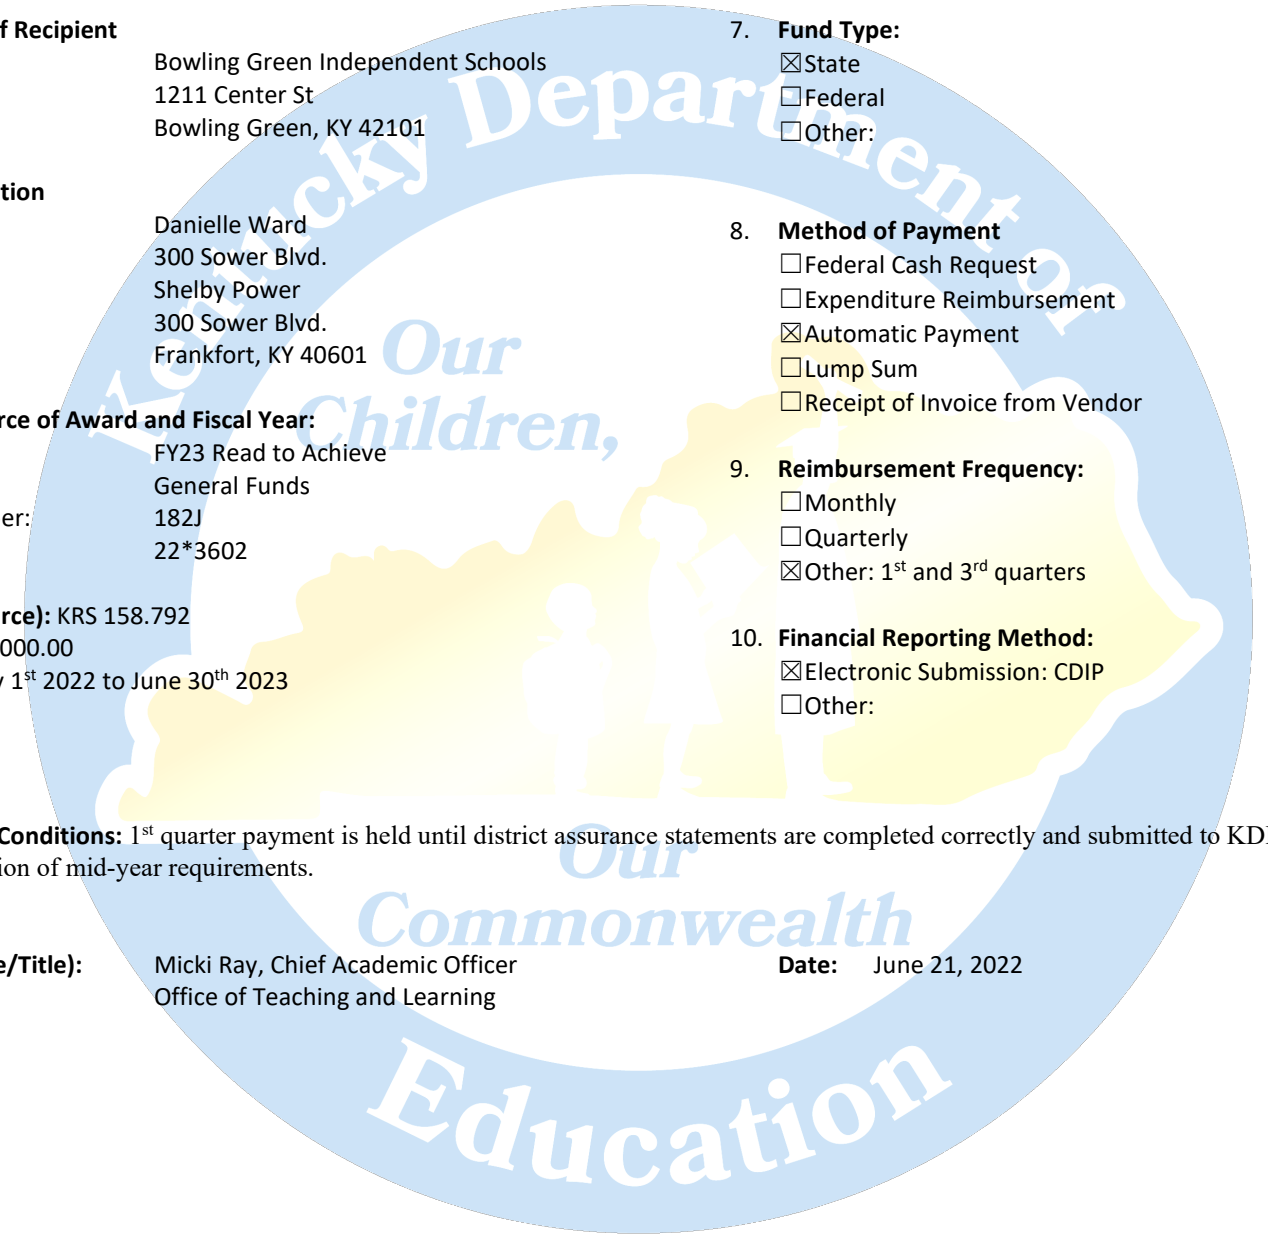 f Recipient
Bowling Green Independent Schools
1211 Center St
Bowling Green, KY 42101
tion
Danielle Ward
300 Sower Blvd.
Shelby Power
300 Sower Blvd.
Frankfort, KY 40601
rce of Award and Fiscal Year:
FY23 Read to Achieve
General Funds
er: 182J
22*3602
rce): KRS 158.792
000.00
y 1st 2022 to June 30th 2023
7. Fund Type:
☒State
☐Federal
☐Other:
8. Method of Payment
☐Federal Cash Request
☐Expenditure Reimbursement
☒Automatic Payment
☐Lump Sum
☐Receipt of Invoice from Vendor
9. Reimbursement Frequency:
☐Monthly
☐Quarterly
☒Other: 1st and 3rd quarters
10. Financial Reporting Method:
☒Electronic Submission: CDIP
☐Other:
Conditions: 1st quarter payment is held until district assurance statements are completed correctly and submitted to KD
ion of mid-year requirements.
e/Title): Micki Ray, Chief Academic Officer
Office of Teaching and Learning
Date: June 21, 2022
Kentucky Department of
Education
Our
Children,
Our
Commonwealth